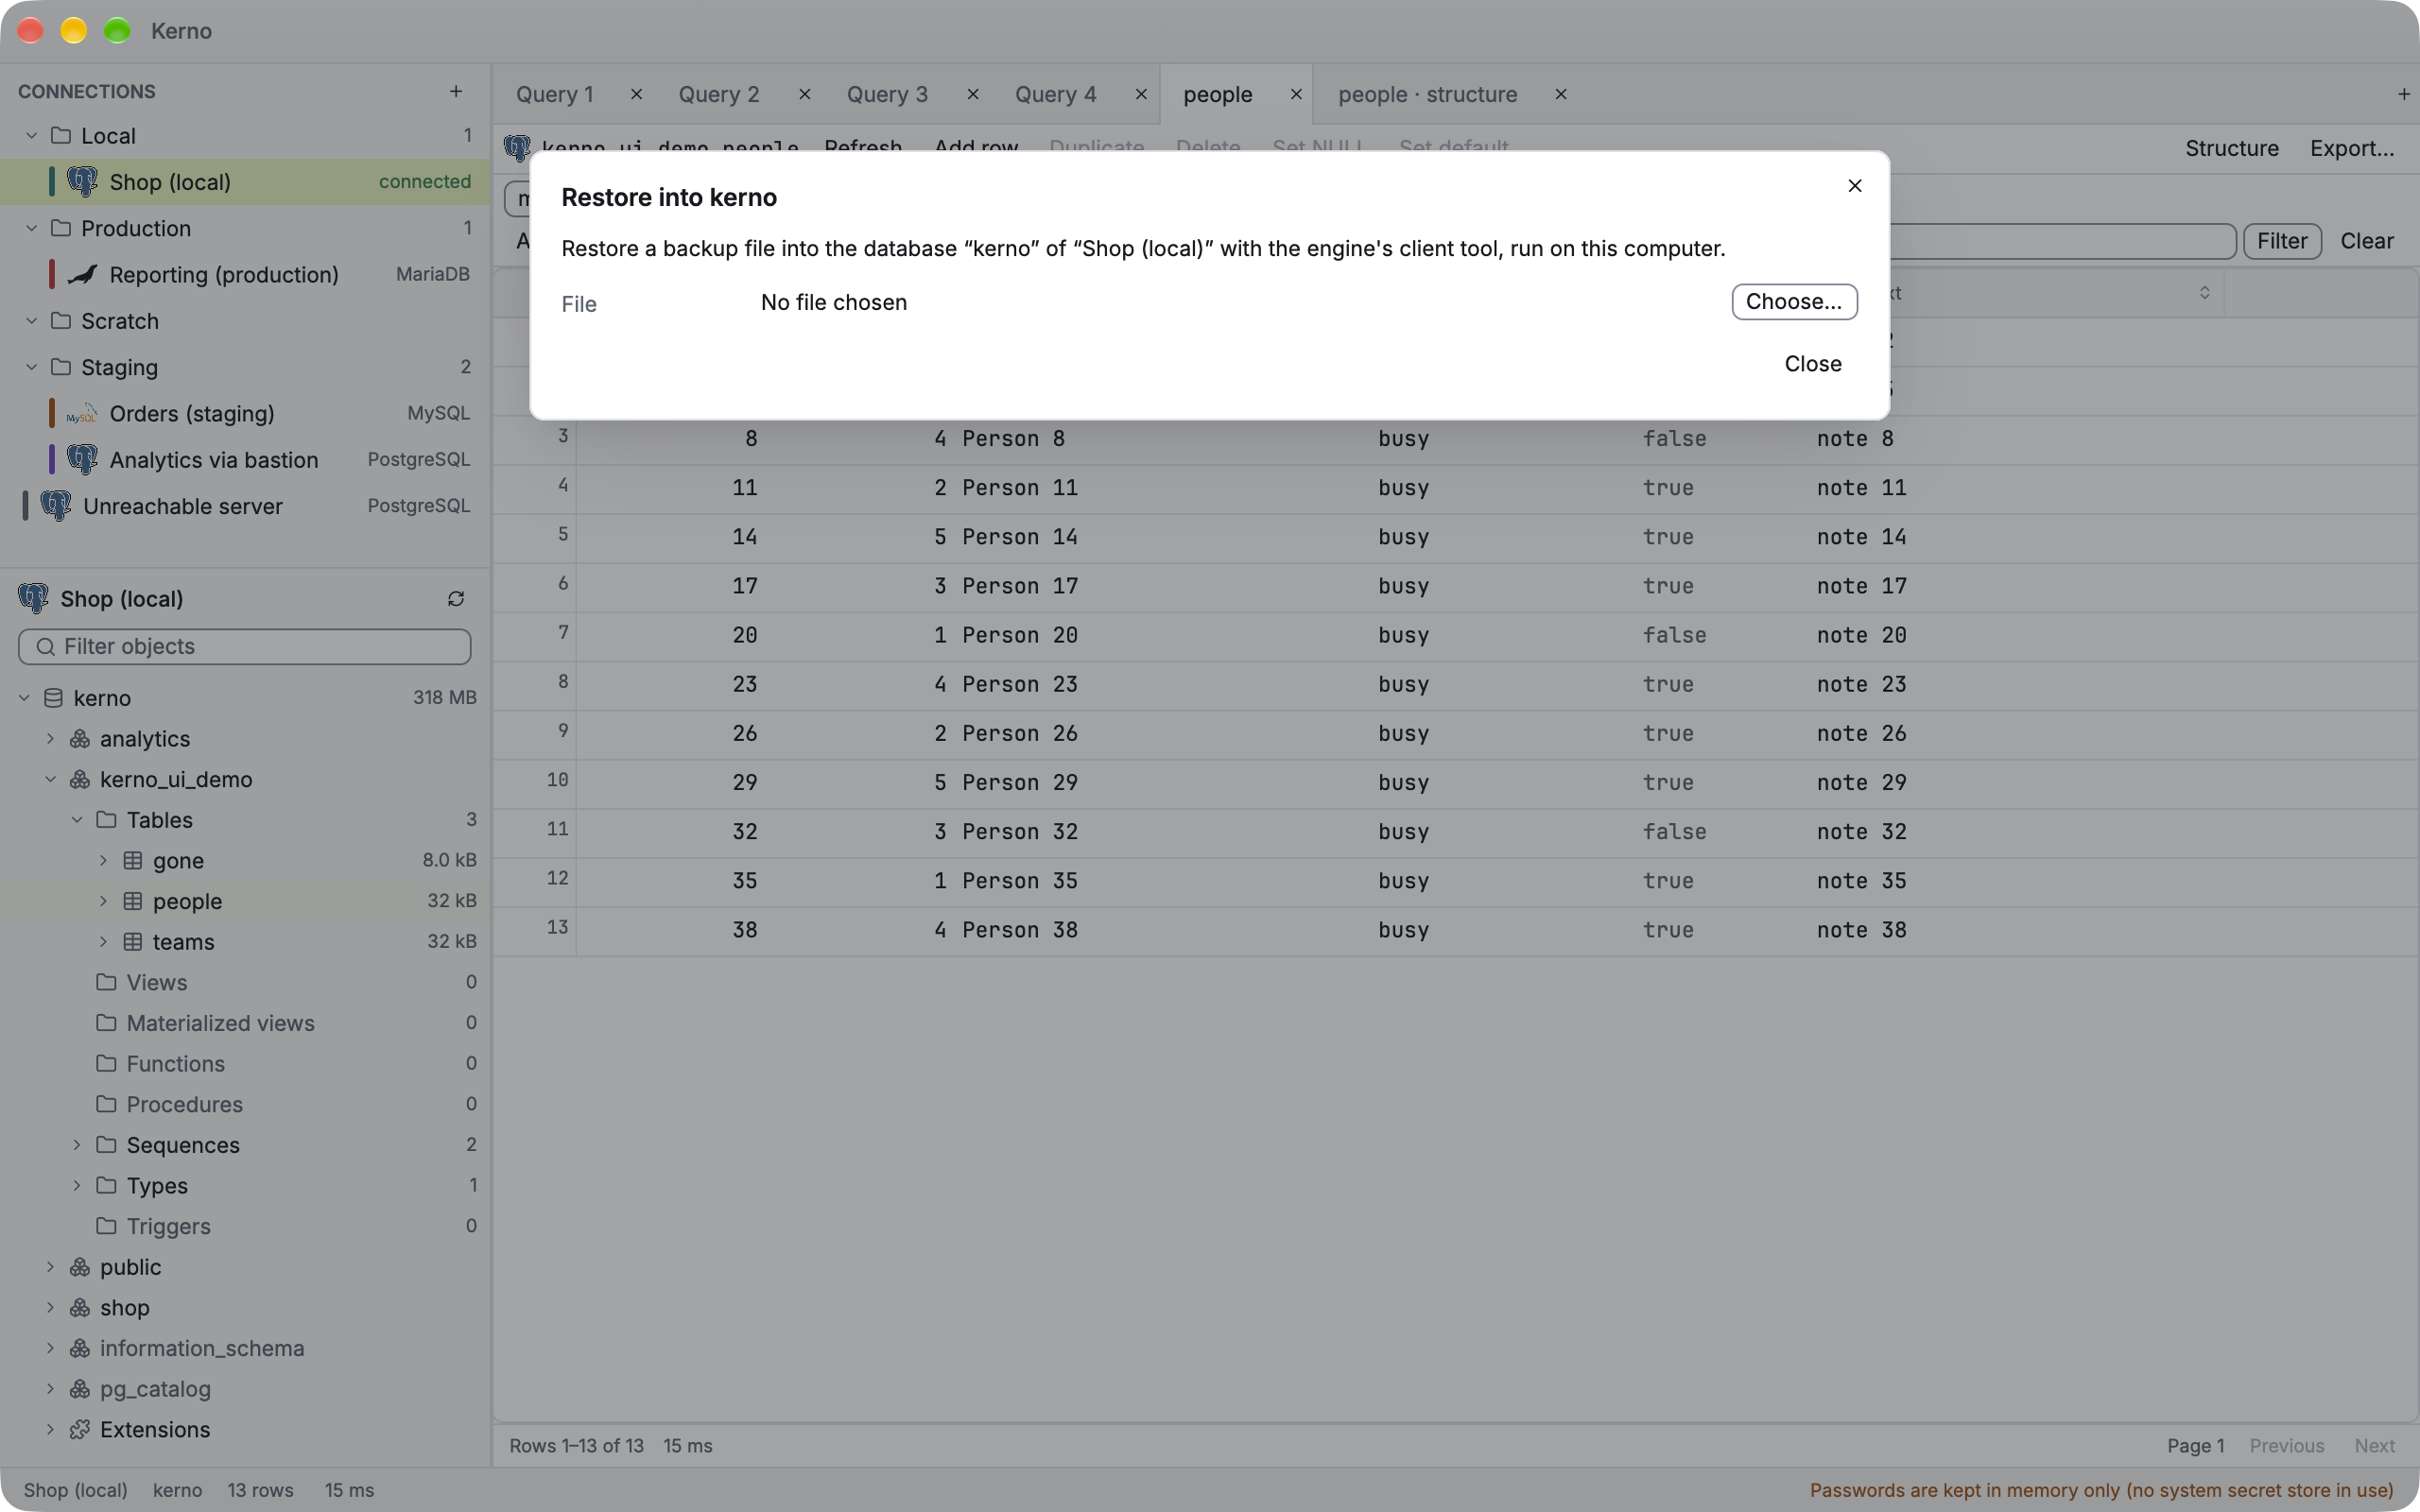 Kerno
CONNECTIONS
Local 1
Shop (local) connected
Production 1
Reporting (production) MariaDB
Scratch
Staging 2
MySQL Orders (staging) MySQL
Analytics via bastion PostgreSQL
Unreachable server PostgreSQL
Shop (local)
Filter objects
kerno 318 MB
analytics
kerno_ui_demo
Tables 3
gone 8.0 kB
people 32 kB
teams 32 kB
Views 0
Materialized views 0
Functions 0
Procedures 0
Sequences 2
Types 1
Triggers 0
public
shop
information_schema
pg_catalog
Extensions
Query 1 Query 2 Query 3 Query 4 people people · structure
kerno_ui_demo.people Refresh Add row Duplicate Delete Set NULL Set default Structure Export...
Filter Clear
Restore into kerno
Restore a backup file into the database “kerno” of “Shop (local)” with the engine's client tool, run on this computer.
File No file chosen Choose...
Close
3 8 4 Person 8 busy false note 8
4 11 2 Person 11 busy true note 11
5 14 5 Person 14 busy true note 14
6 17 3 Person 17 busy true note 17
7 20 1 Person 20 busy false note 20
8 23 4 Person 23 busy true note 23
9 26 2 Person 26 busy true note 26
10 29 5 Person 29 busy true note 29
11 32 3 Person 32 busy false note 32
12 35 1 Person 35 busy true note 35
13 38 4 Person 38 busy true note 38
Rows 1–13 of 13 15 ms Page 1 Previous Next
Shop (local) kerno 13 rows 15 ms Passwords are kept in memory only (no system secret store in use)